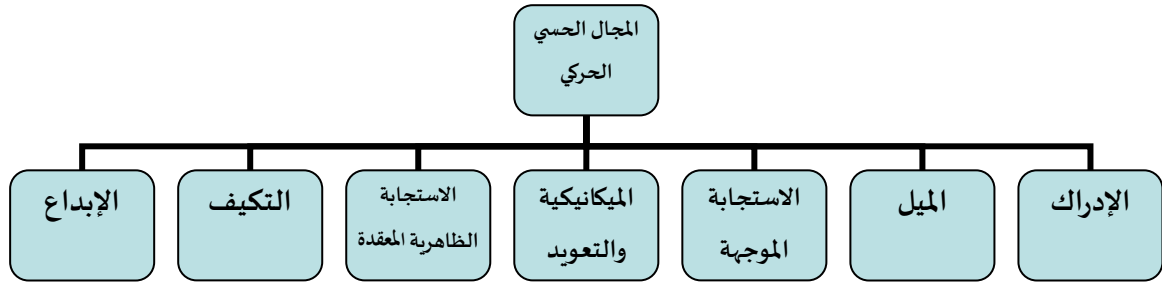 المجال الحسي
الحركي
الإدراك
الميل
الاستجابة
الموجهة
الميكانيكية
والتعويد
الاستجابة
الظاهرية المعقدة
التكيف
الإبداع